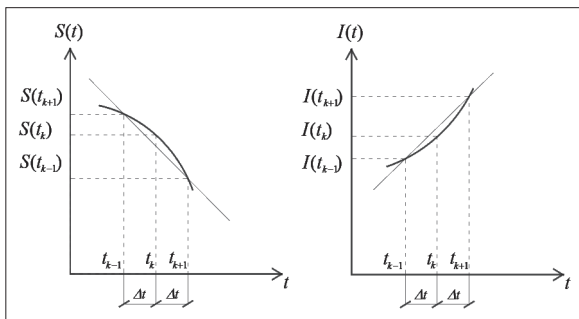 S(t)
S(t_{k+1})
S(t_k)
S(t_{k-1})
t_{k-1} t_k t_{k+1} t
Δt Δt
I(t)
I(t_{k+1})
I(t_k)
I(t_{k-1})
t_{k-1} t_k t_{k+1} t
Δt Δt